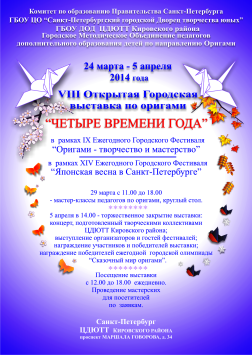 Комитет по образованию Правительства Санкт-Петербурга
ГБОУ ЦО “Санкт-Петербургский городской Дворец творчества юных”
ГБОУ ДОД ЦДЮТТ Кировского района
Городское Методическое Объединение педагогов
дополнительного образования детей по направлению Оригами
24 марта - 5 апреля
2014 года
VIII Открытая Городская
выставка по оригами
“ЧЕТЫРЕ ВРЕМЕНИ ГОДА”
в рамках IX Ежегодного Городского Фестиваля
“Оригами - творчество и мастерство”
в рамках XIV Ежегодного Городского Фестиваля
“Японская весна в Санкт-Петербурге”
29 марта с 11.00 до 18.00
- мастер-классы педагогов по оригами, круглый стол.
* * * * * * * *
5 апреля в 14.00 - торжественное закрытие выставки:
концерт, подготовленный творческими коллективами
ЦДЮТТ Кировского района;
выступление организаторов и гостей фестивалей;
награждение участников и победителей выставки;
награждение победителей ежегодной городской олимпиады
"Сказочный мир оригами".
* * * * * * * *
Посещение выставки
с 12.00 до 18.00 ежедневно.
Проведение мастерских
для посетителей
по заявкам.
Санкт-Петербург
ЦДЮТТ КИРОВСКОГО РАЙОНА
проспект МАРШАЛА ГОВОРОВА, д. 34